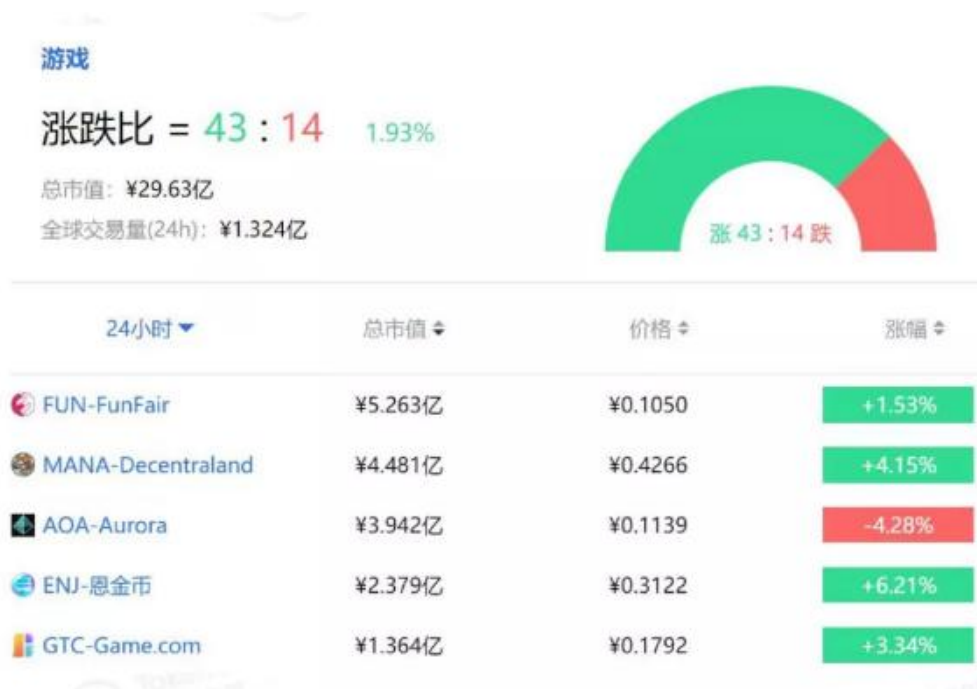 游戏
涨跌比 = 43 : 14 1.93%
总市值: ¥29.63亿
全球交易量(24h): ¥1.324亿
涨 43 : 14 跌
24小时 总市值 价格 涨幅
FUN-FunFair ¥5.263亿 ¥0.1050 +1.53%
MANA-Decentraland ¥4.481亿 ¥0.4266 +4.15%
AOA-Aurora ¥3.942亿 ¥0.1139 -4.28%
ENJ-恩金币 ¥2.379亿 ¥0.3122 +6.21%
GTC-Game.com ¥1.364亿 ¥0.1792 +3.34%